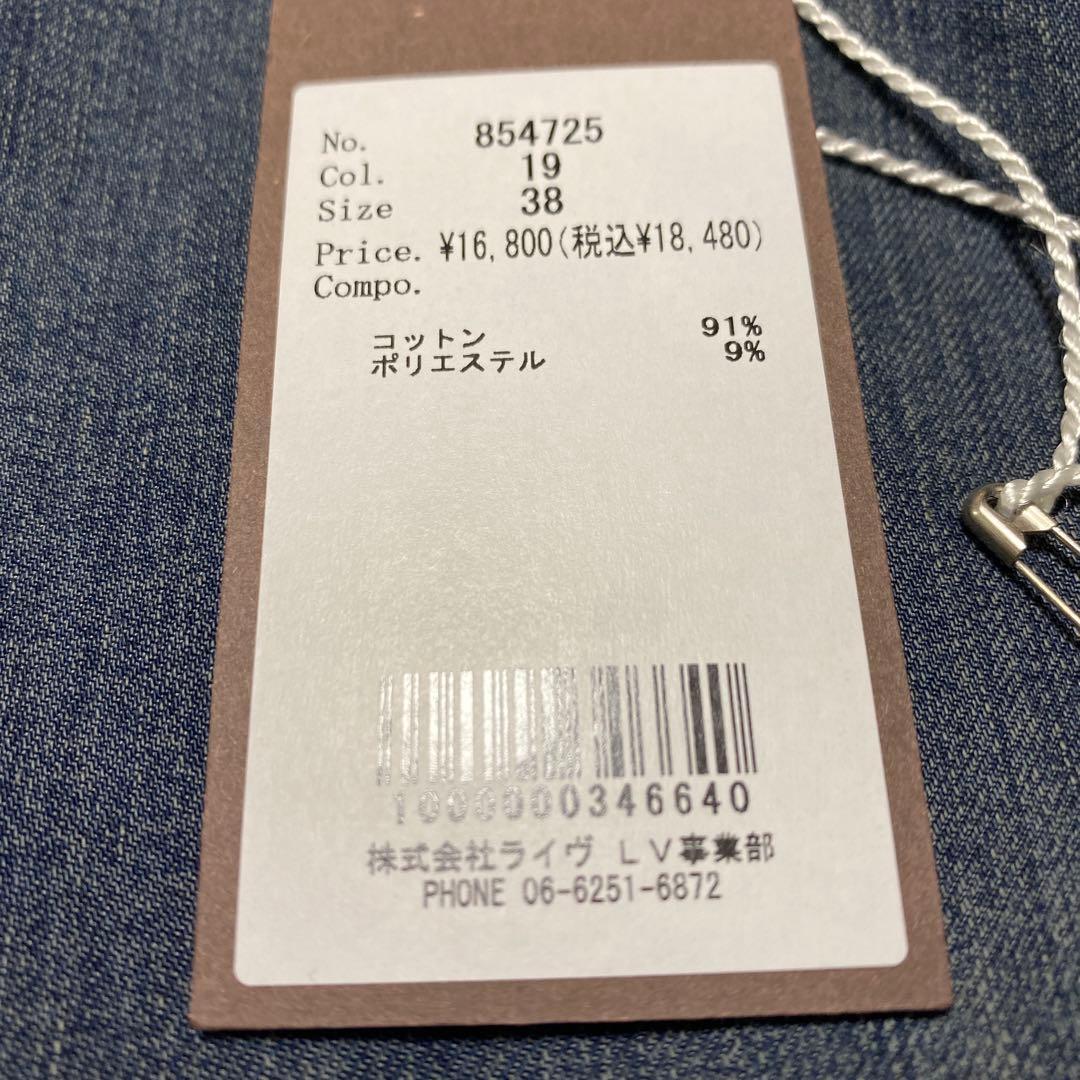 No. 854725
Col. 19
Size 38
Price. ¥16,800(税込¥18,480)
Compo.
コットン 91%
ポリエステル 9%
1000000346640
株式会社ライヴ LV事業部
PHONE 06-6251-6872